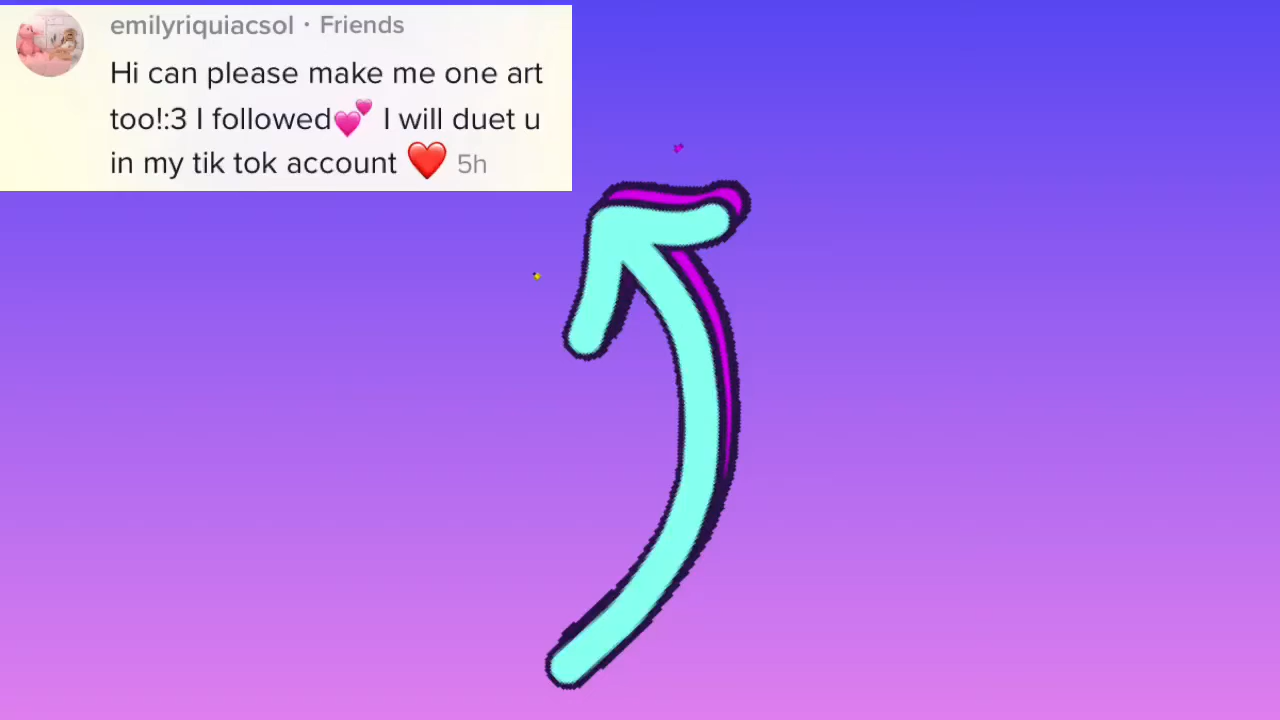 emilyriquiacsol · Friends
Hi can please make me one art
too!:3 I followed💕 I will duet u
in my tik tok account ❤️ 5h